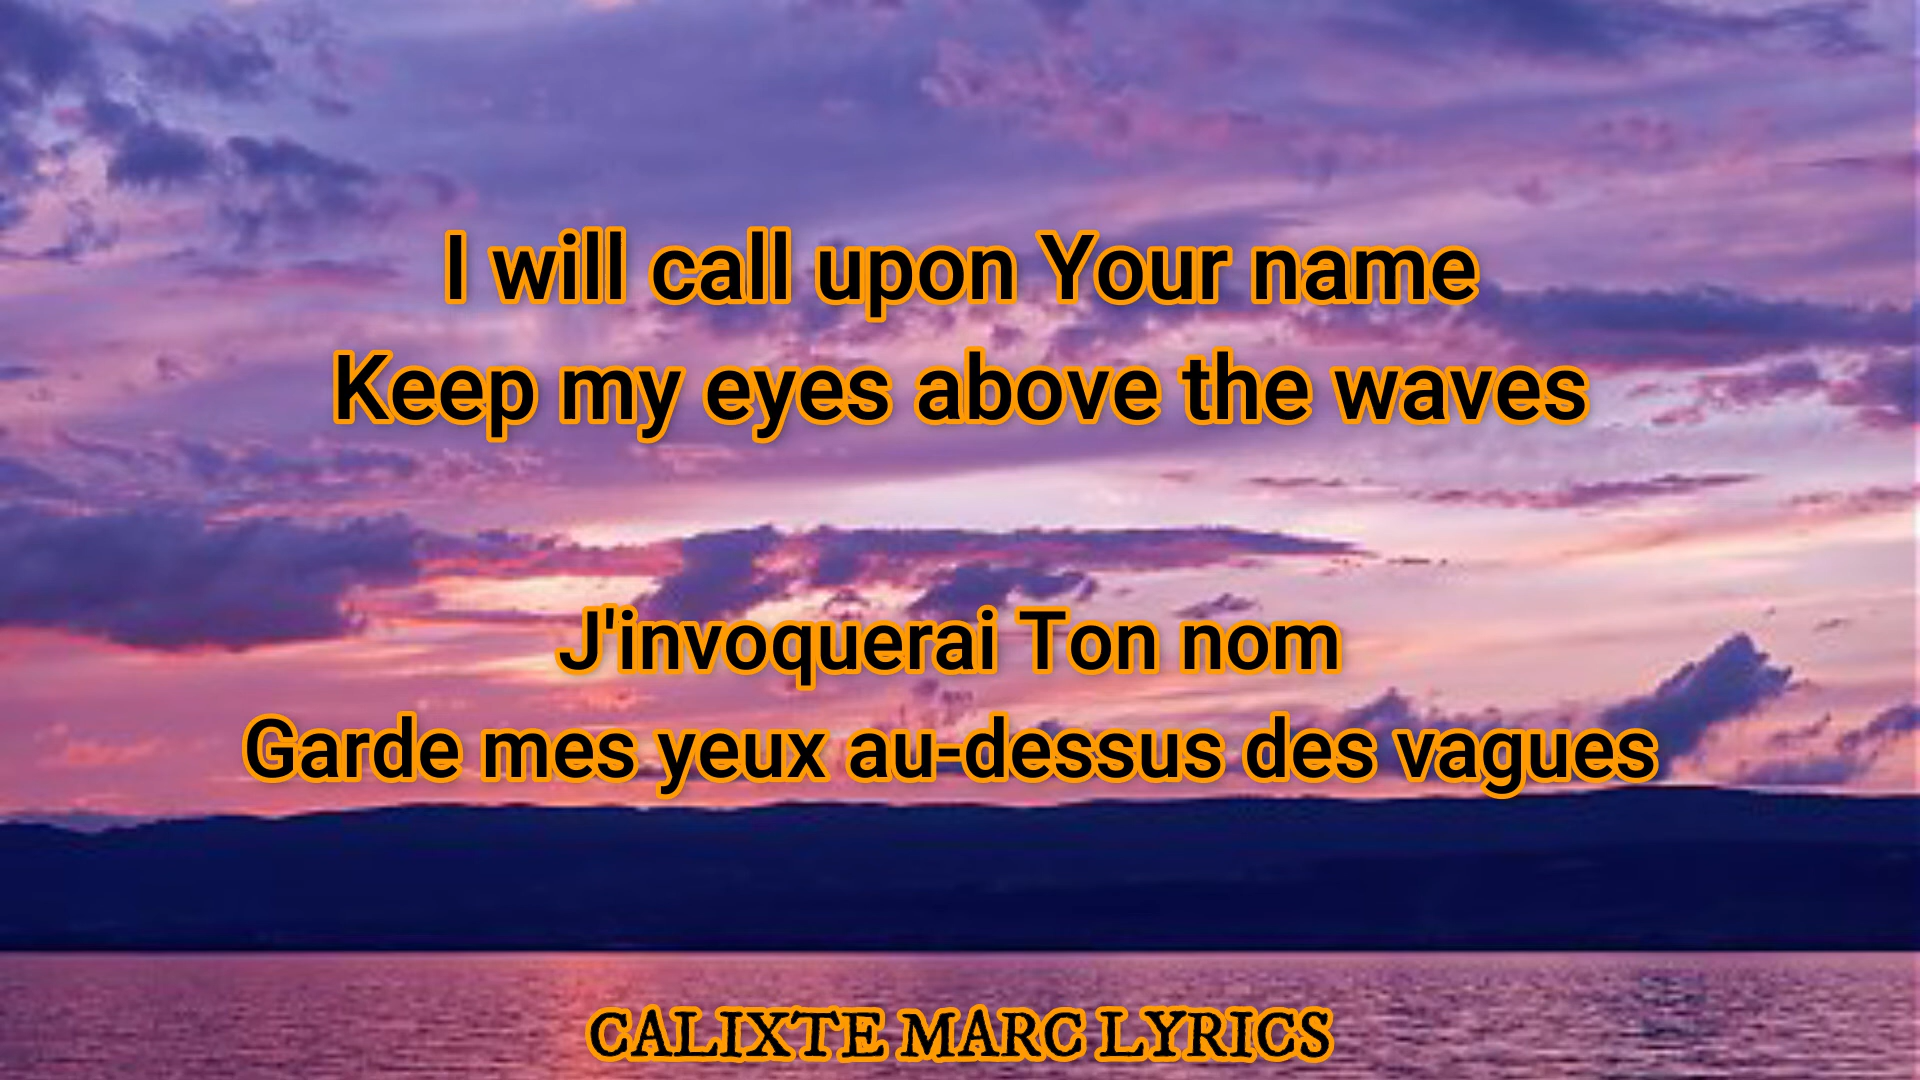 I will call upon Your name
Keep my eyes above the waves
J'invoquerai Ton nom
Garde mes yeux au-dessus des vagues
CALIXTE MARC LYRICS